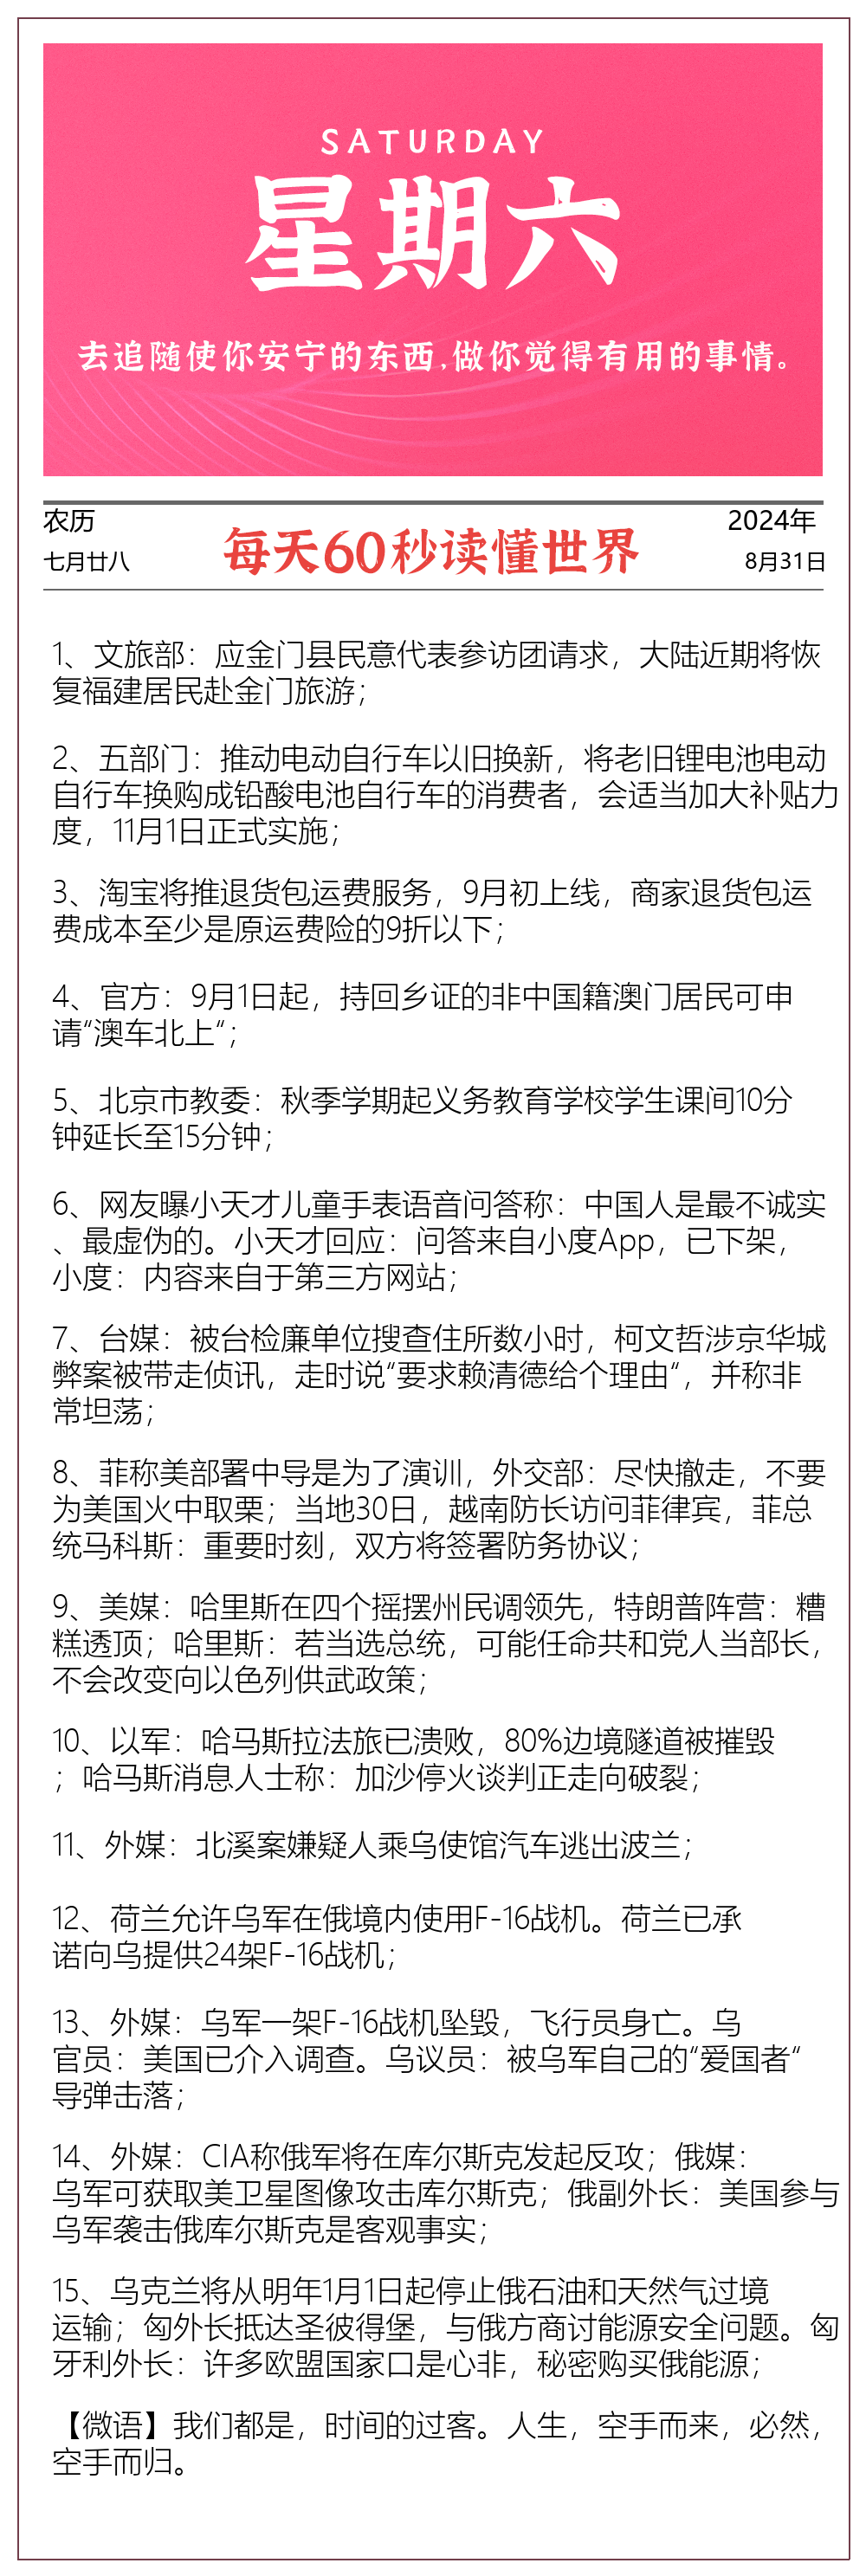 SATURDAY
星期六
去追随使你安宁的东西,做你觉得有用的事情。
农历
七月廿八
每天60秒读懂世界
2024年
8月31日
1、文旅部：应金门县民意代表参访团请求，大陆近期将恢
复福建居民赴金门旅游；
2、五部门：推动电动自行车以旧换新，将老旧锂电池电动
自行车换购成铅酸电池自行车的消费者，会适当加大补贴力
度，11月1日正式实施；
3、淘宝将推退货包运费服务，9月初上线，商家退货包运
费成本至少是原运费险的9折以下；
4、官方：9月1日起，持回乡证的非中国籍澳门居民可申
请“澳车北上“；
5、北京市教委：秋季学期起义务教育学校学生课间10分
钟延长至15分钟；
6、网友曝小天才儿童手表语音问答称：中国人是最不诚实
、最虚伪的。小天才回应：问答来自小度App，已下架，
小度：内容来自于第三方网站；
7、台媒：被台检廉单位搜查住所数小时，柯文哲涉京华城
弊案被带走侦讯，走时说“要求赖清德给个理由“，并称非
常坦荡；
8、菲称美部署中导是为了演训，外交部：尽快撤走，不要
为美国火中取栗；当地30日，越南防长访问菲律宾，菲总
统马科斯：重要时刻，双方将签署防务协议；
9、美媒：哈里斯在四个摇摆州民调领先，特朗普阵营：糟
糕透顶；哈里斯：若当选总统，可能任命共和党人当部长，
不会改变向以色列供武政策；
10、以军：哈马斯拉法旅已溃败，80%边境隧道被摧毁
；哈马斯消息人士称：加沙停火谈判正走向破裂；
11、外媒：北溪案嫌疑人乘乌使馆汽车逃出波兰；
12、荷兰允许乌军在俄境内使用F-16战机。荷兰已承
诺向乌提供24架F-16战机；
13、外媒：乌军一架F-16战机坠毁，飞行员身亡。乌
官员：美国已介入调查。乌议员：被乌军自己的“爱国者“
导弹击落；
14、外媒：CIA称俄军将在库尔斯克发起反攻；俄媒：
乌军可获取美卫星图像攻击库尔斯克；俄副外长：美国参与
乌军袭击俄库尔斯克是客观事实；
15、乌克兰将从明年1月1日起停止俄石油和天然气过境
运输；匈外长抵达圣彼得堡，与俄方商讨能源安全问题。匈
牙利外长：许多欧盟国家口是心非，秘密购买俄能源；
【微语】我们都是，时间的过客。人生，空手而来，必然，
空手而归。